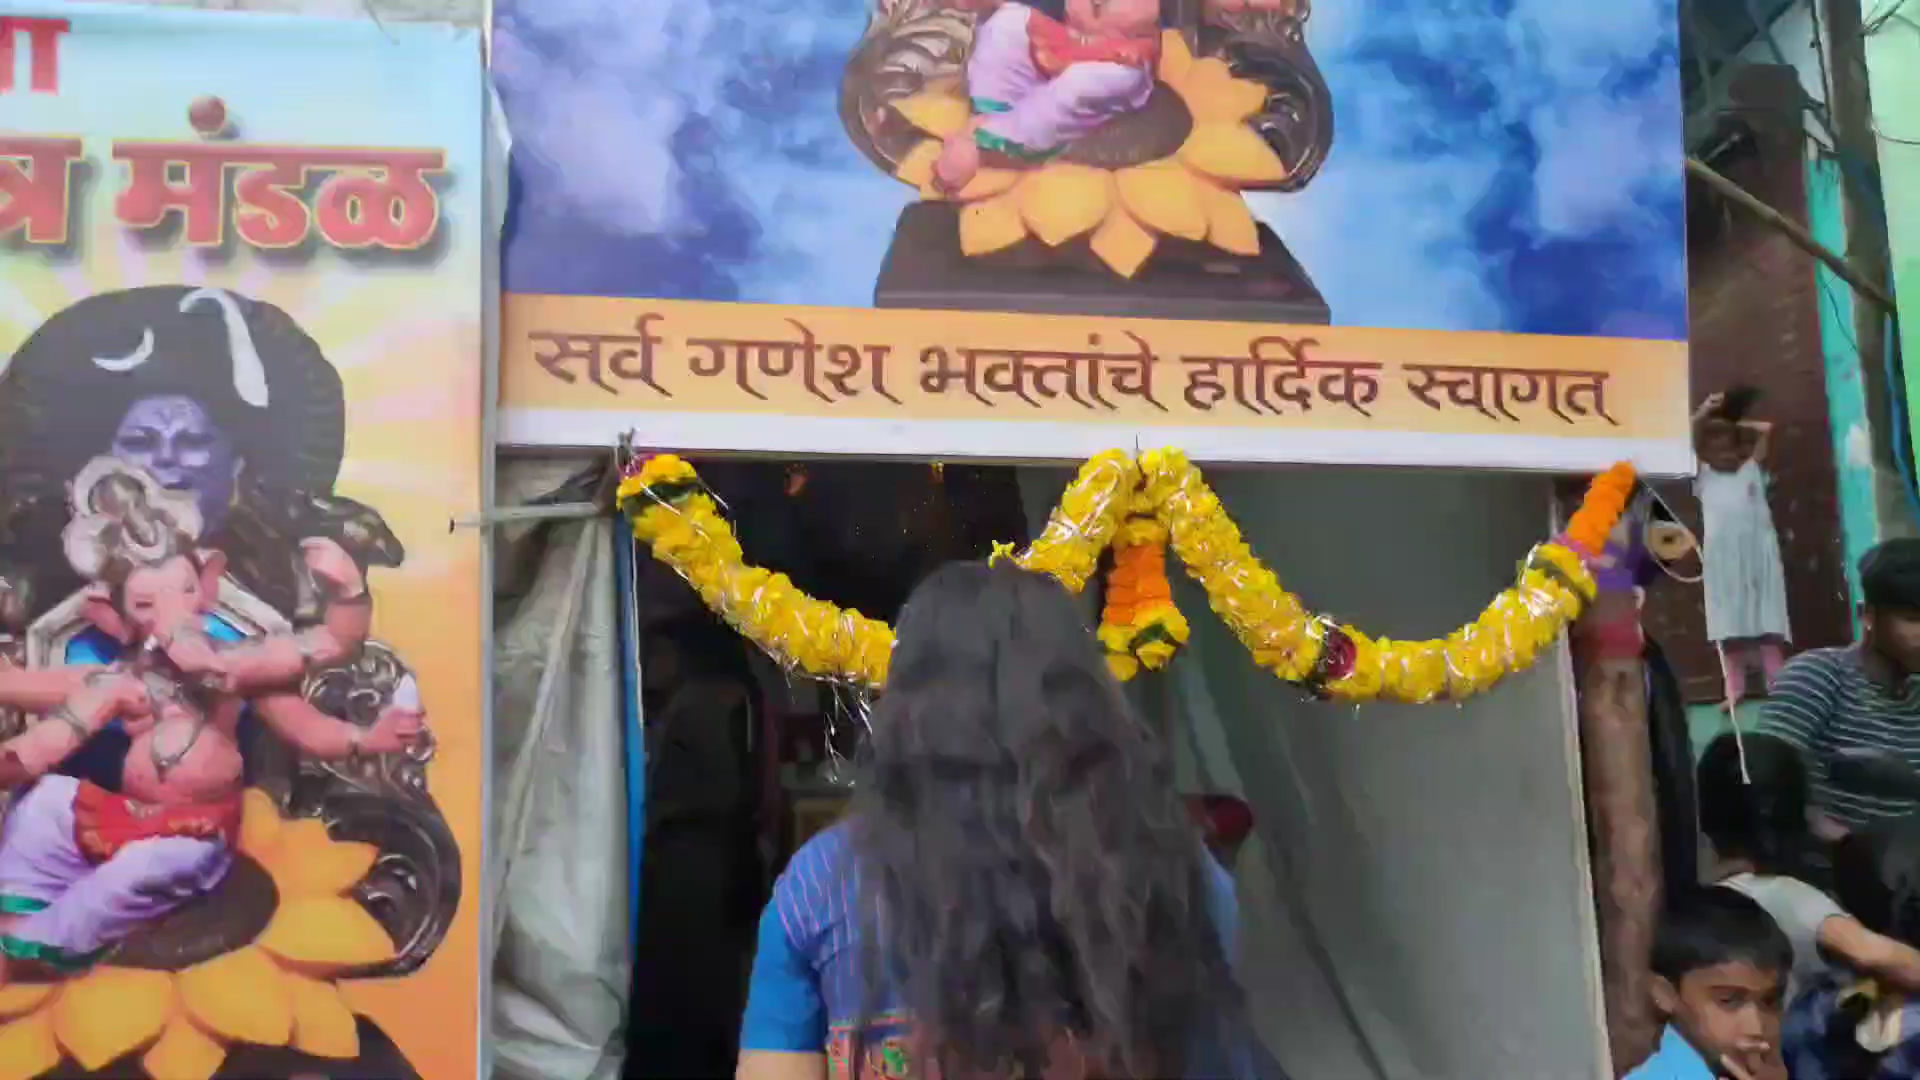 मंडळ
सर्व गणेश भक्तांचे हार्दिक स्वागत